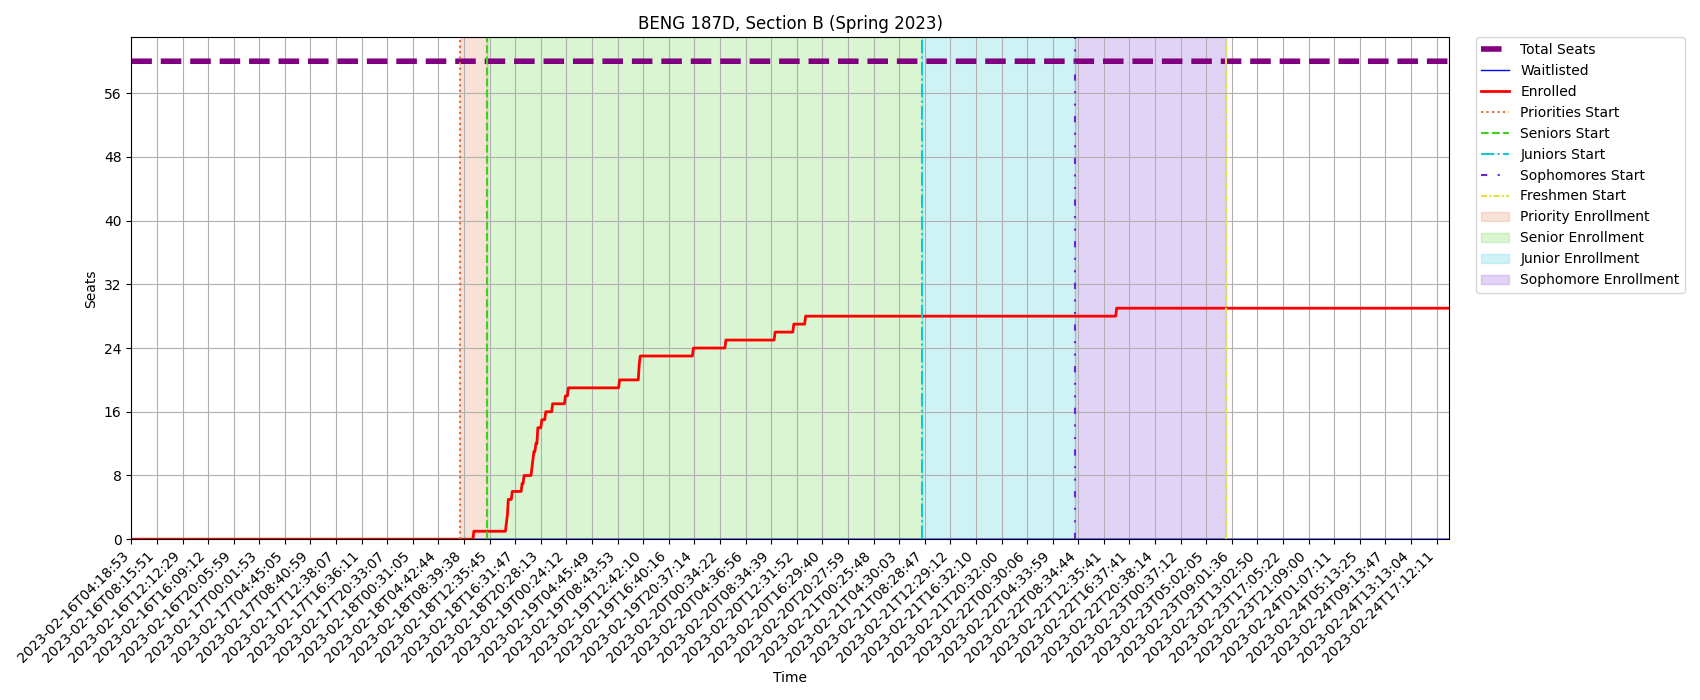 BENG 187D, Section B (Spring 2023)
Total Seats
Waitlisted
Enrolled
Priorities Start
Seniors Start
Juniors Start
Sophomores Start
Freshmen Start
Priority Enrollment
Senior Enrollment
Junior Enrollment
Sophomore Enrollment
Seats
56
48
40
32
24
16
8
0
2023-02-16T04:18:53
2023-02-16T08:15:51
2023-02-16T12:12:29
2023-02-16T16:09:12
2023-02-16T20:05:59
2023-02-17T00:01:53
2023-02-17T04:45:05
2023-02-17T08:40:59
2023-02-17T12:38:07
2023-02-17T16:36:11
2023-02-17T20:33:07
2023-02-18T00:31:05
2023-02-18T04:42:44
2023-02-18T08:39:38
2023-02-18T12:35:45
2023-02-18T16:31:47
2023-02-18T20:28:13
2023-02-19T00:24:12
2023-02-19T04:45:49
2023-02-19T08:43:53
2023-02-19T12:42:10
2023-02-19T16:40:16
2023-02-19T20:37:14
2023-02-20T00:34:22
2023-02-20T04:36:56
2023-02-20T08:34:39
2023-02-20T12:31:52
2023-02-20T16:29:40
2023-02-20T20:27:59
2023-02-21T00:25:48
2023-02-21T04:30:03
2023-02-21T08:28:47
2023-02-21T12:29:12
2023-02-21T16:32:10
2023-02-21T20:32:00
2023-02-22T00:30:06
2023-02-22T04:33:59
2023-02-22T08:34:44
2023-02-22T12:35:41
2023-02-22T16:37:41
2023-02-22T20:38:14
2023-02-23T00:37:12
2023-02-23T05:02:05
2023-02-23T09:01:36
2023-02-23T13:02:50
2023-02-23T17:05:22
2023-02-23T21:09:00
2023-02-24T01:07:11
2023-02-24T05:13:25
2023-02-24T09:13:47
2023-02-24T13:13:04
2023-02-24T17:12:11
Time